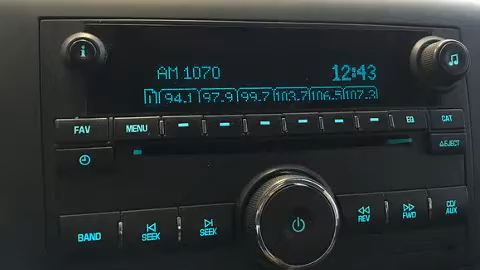 AM 1070 12:43
1 94.1 97.9 99.7 103.7 106.5 107.3
FAV MENU EQ CAT
EJECT
BAND SEEK SEEK REV FWD CD/AUX